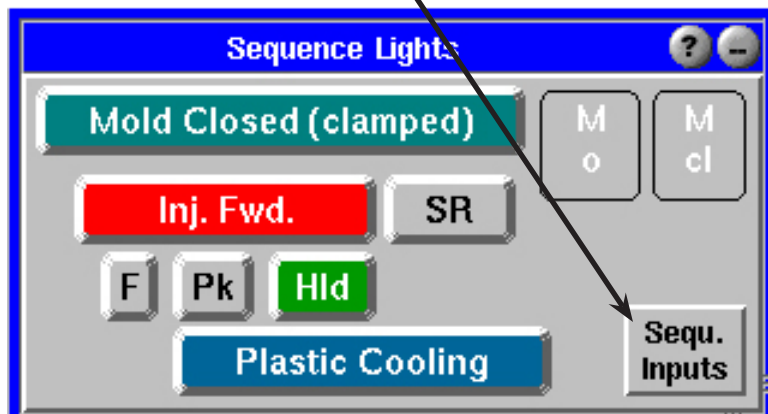 Sequence Lights ? –
Mold Closed (clamped) M M
o cl
Inj. Fwd. SR
F Pk Hld
Sequ.
Plastic Cooling Inputs